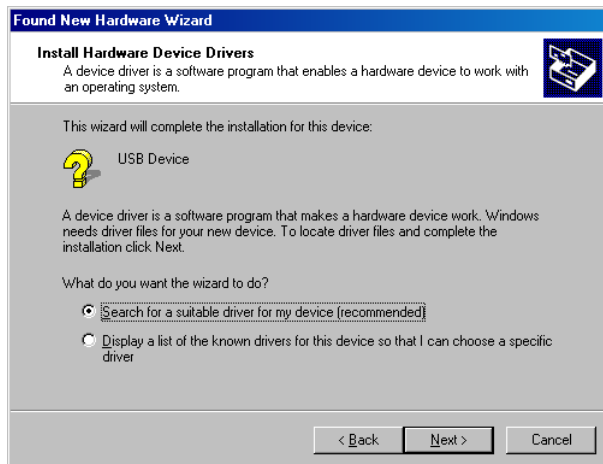 Found New Hardware Wizard
Install Hardware Device Drivers
A device driver is a software program that enables a hardware device to work with
an operating system.
This wizard will complete the installation for this device:
USB Device
A device driver is a software program that makes a hardware device work. Windows
needs driver files for your new device. To locate driver files and complete the
installation click Next.
What do you want the wizard to do?
Search for a suitable driver for my device (recommended)
Display a list of the known drivers for this device so that I can choose a specific
driver
< Back Next > Cancel